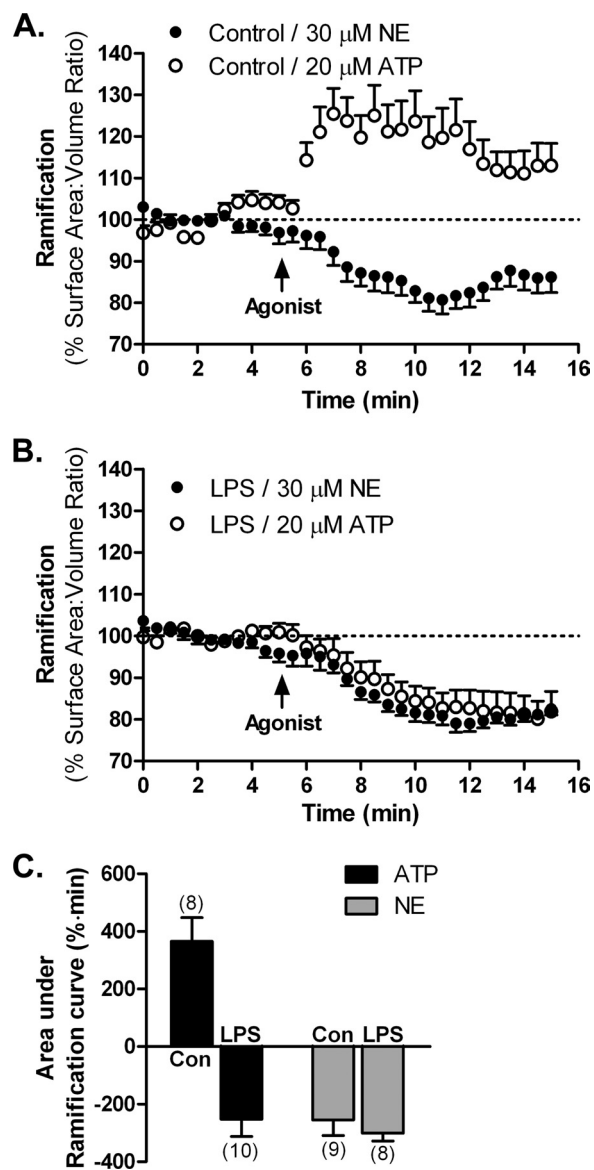 A.
Control / 30 μM NE
Control / 20 μM ATP
Ramification
(% Surface Area:Volume Ratio)
140
130
120
110
100
90
80
70
Agonist
0 2 4 6 8 10 12 14 16
Time (min)
B.
LPS / 30 μM NE
LPS / 20 μM ATP
Ramification
(% Surface Area:Volume Ratio)
140
130
120
110
100
90
80
70
Agonist
0 2 4 6 8 10 12 14 16
Time (min)
C.
ATP
NE
Area under
Ramification curve (%·min)
600
400
200
0
-200
-400
(8)
LPS
Con
(10)
Con
LPS
(9)
(8)